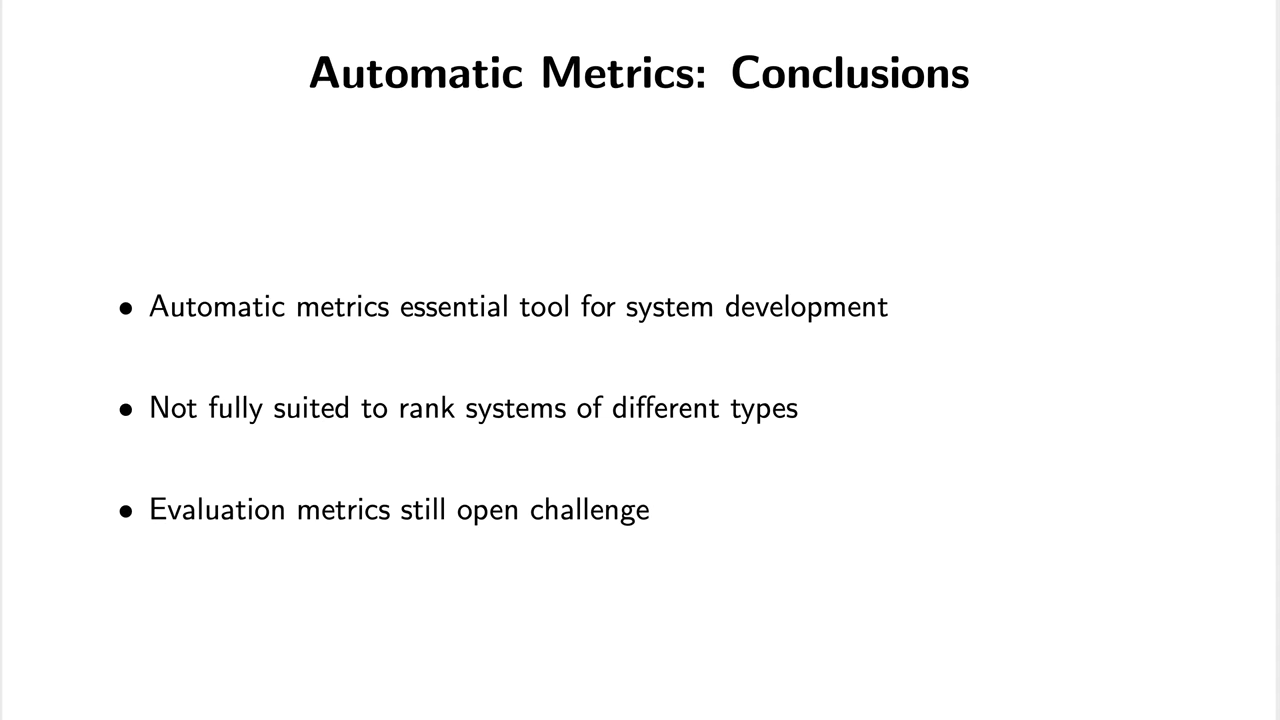 Automatic Metrics: Conclusions
• Automatic metrics essential tool for system development
• Not fully suited to rank systems of different types
• Evaluation metrics still open challenge